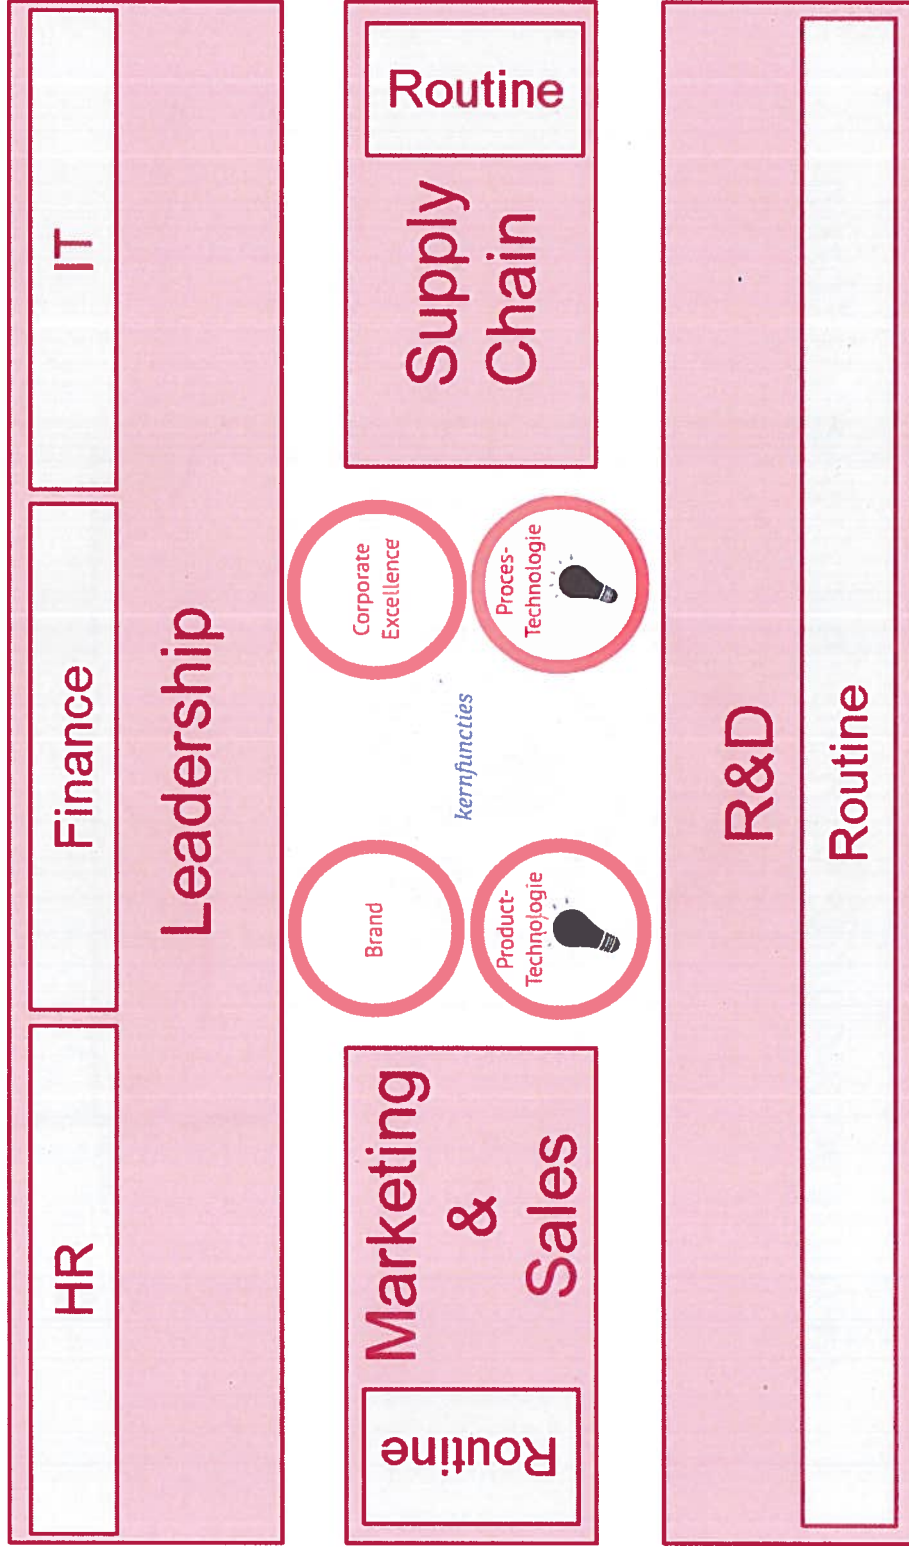 HR
Finance
IT
Leadership
Routine
Marketing
&
Sales
Brand
Corporate
Excellence
kernfuncties
Product-
Technologie
Proces-
Technologie
Supply
Chain
Routine
R&D
Routine